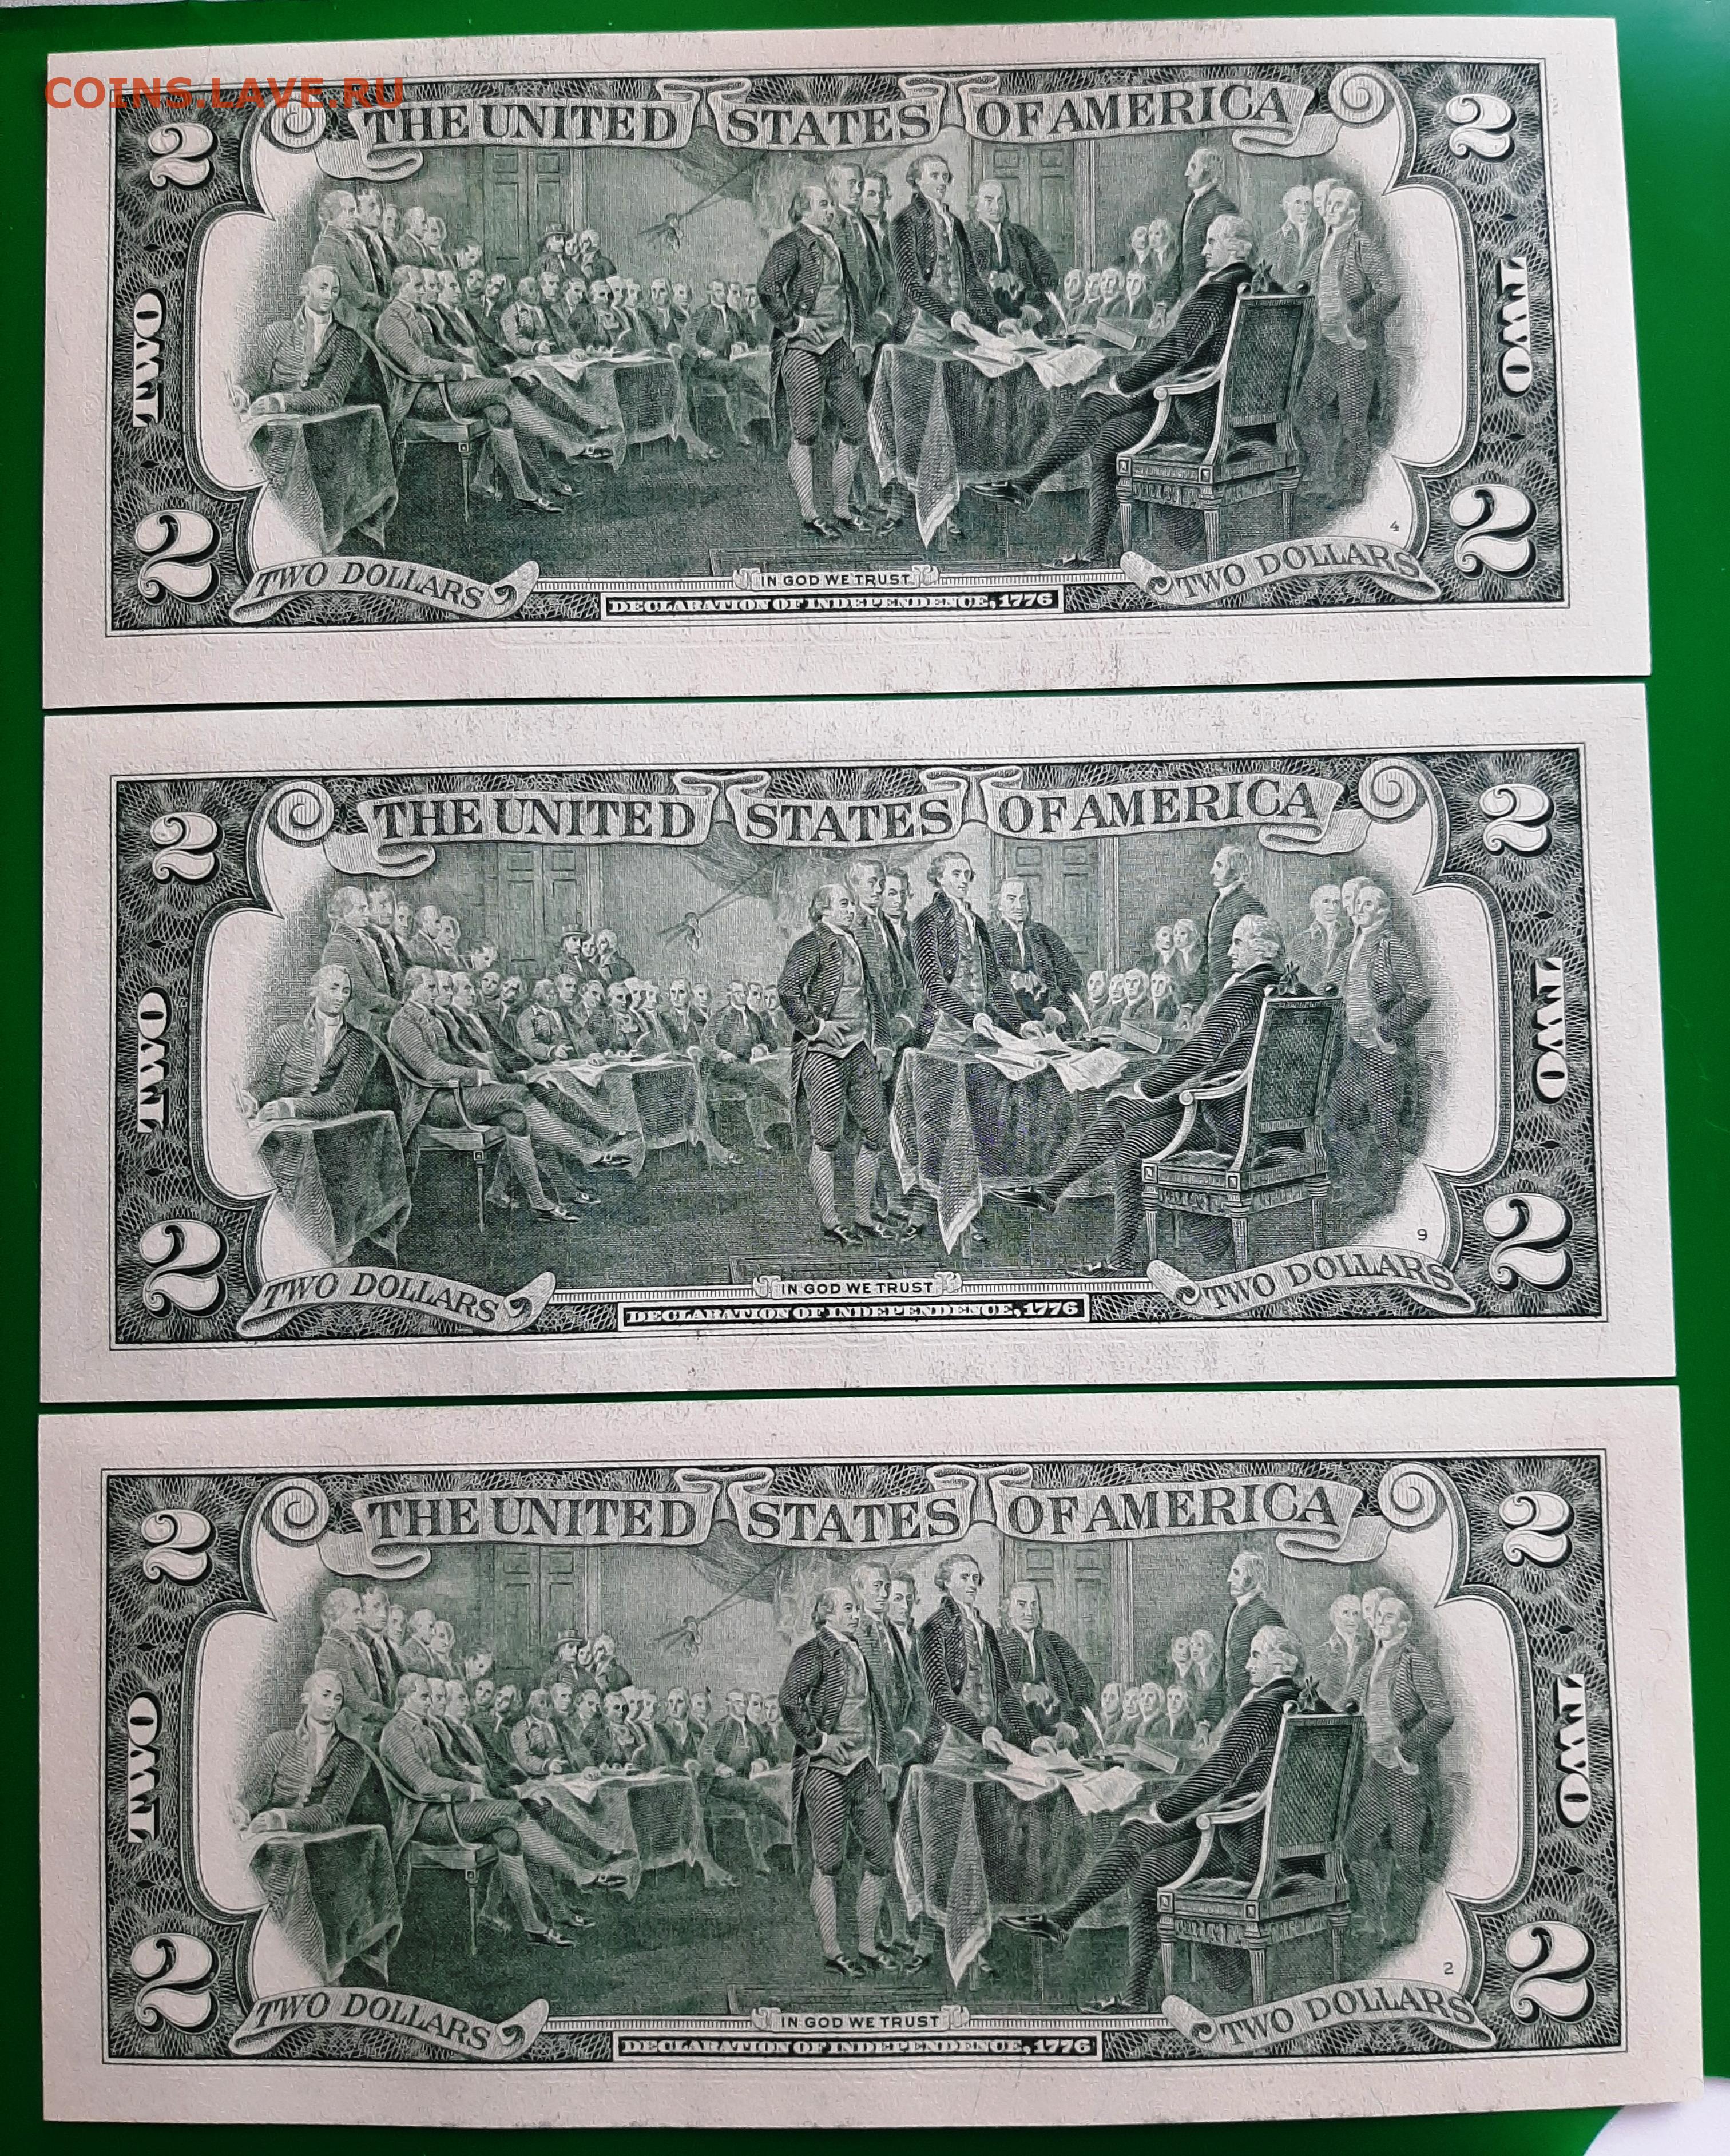 COINS.LAVE.RU
THE UNITED STATES OF AMERICA
2 2
TWO TWO
4
2 2
TWO DOLLARS IN GOD WE TRUST TWO DOLLARS
DECLARATION OF INDEPENDENCE, 1776
THE UNITED STATES OF AMERICA
2 2
TWO TWO
9
2 2
TWO DOLLARS IN GOD WE TRUST TWO DOLLARS
DECLARATION OF INDEPENDENCE, 1776
THE UNITED STATES OF AMERICA
2 2
TWO TWO
2
2 2
TWO DOLLARS IN GOD WE TRUST TWO DOLLARS
DECLARATION OF INDEPENDENCE, 1776